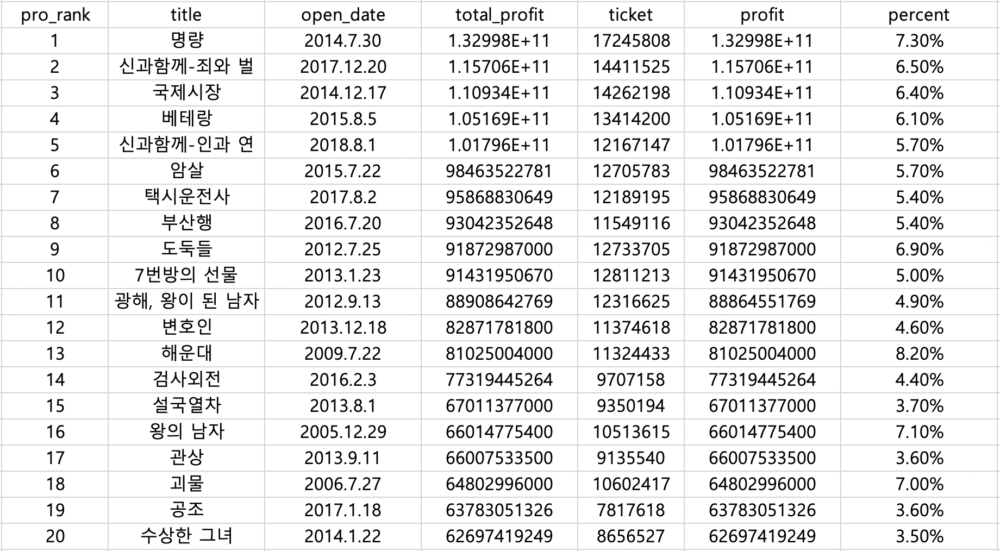 pro_rank title open_date total_profit ticket profit percent
1 명량 2014.7.30 1.32998E+11 17245808 1.32998E+11 7.30%
2 신과함께-죄와 벌 2017.12.20 1.15706E+11 14411525 1.15706E+11 6.50%
3 국제시장 2014.12.17 1.10934E+11 14262198 1.10934E+11 6.40%
4 베테랑 2015.8.5 1.05169E+11 13414200 1.05169E+11 6.10%
5 신과함께-인과 연 2018.8.1 1.01796E+11 12167147 1.01796E+11 5.70%
6 암살 2015.7.22 98463522781 12705783 98463522781 5.70%
7 택시운전사 2017.8.2 95868830649 12189195 95868830649 5.40%
8 부산행 2016.7.20 93042352648 11549116 93042352648 5.40%
9 도둑들 2012.7.25 91872987000 12733705 91872987000 6.90%
10 7번방의 선물 2013.1.23 91431950670 12811213 91431950670 5.00%
11 광해, 왕이 된 남자 2012.9.13 88908642769 12316625 88864551769 4.90%
12 변호인 2013.12.18 82871781800 11374618 82871781800 4.60%
13 해운대 2009.7.22 81025004000 11324433 81025004000 8.20%
14 검사외전 2016.2.3 77319445264 9707158 77319445264 4.40%
15 설국열차 2013.8.1 67011377000 9350194 67011377000 3.70%
16 왕의 남자 2005.12.29 66014775400 10513615 66014775400 7.10%
17 관상 2013.9.11 66007533500 9135540 66007533500 3.60%
18 괴물 2006.7.27 64802996000 10602417 64802996000 7.00%
19 공조 2017.1.18 63783051326 7817618 63783051326 3.60%
20 수상한 그녀 2014.1.22 62697419249 8656527 62697419249 3.50%